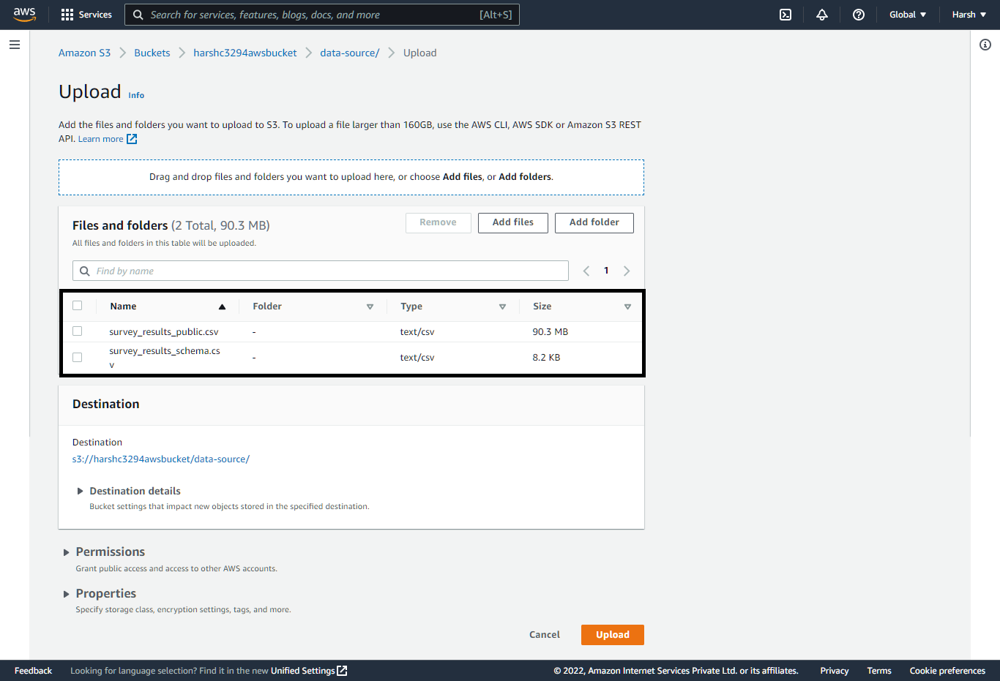 aws
Services
Search for services, features, blogs, docs, and more [Alt+S]
Global
Harsh
Amazon S3 Buckets harshc3294awsbucket data-source/ Upload
Upload Info
Add the files and folders you want to upload to S3. To upload a file larger than 160GB, use the AWS CLI, AWS SDK or Amazon S3 REST
API. Learn more
Drag and drop files and folders you want to upload here, or choose Add files, or Add folders.
Files and folders (2 Total, 90.3 MB)
Remove
Add files
Add folder
All files and folders in this table will be uploaded.
Find by name
1
Name Folder Type Size
survey_results_public.csv - text/csv 90.3 MB
survey_results_schema.cs
v - text/csv 8.2 KB
Destination
Destination
s3://harshc3294awsbucket/data-source/
Destination details
Bucket settings that impact new objects stored in the specified destination.
Permissions
Grant public access and access to other AWS accounts.
Properties
Specify storage class, encryption settings, tags, and more.
Cancel
Upload
Feedback Looking for language selection? Find it in the new Unified Settings © 2022, Amazon Internet Services Private Ltd. or its affiliates. Privacy Terms Cookie preferences